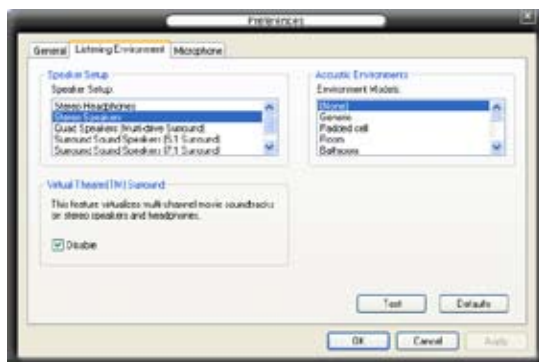 Preferences
General Listening Environment Microphone
Speaker Setup
Speaker Setup:
Stereo Headphones
Stereo Speakers
Quad Speakers (Multi-drive Surround)
Surround Sound Speakers (5.1 Surround)
Surround Sound Speakers (7.1 Surround)
Acoustic Environments
Environment Models:
(None)
Generic
Padded cell
Room
Bathroom
Virtual Theater(TM) Surround
This feature virtualizes multi-channel movie soundtracks
on stereo speakers and headphones.
Disable
Test Defaults
OK Cancel Apply